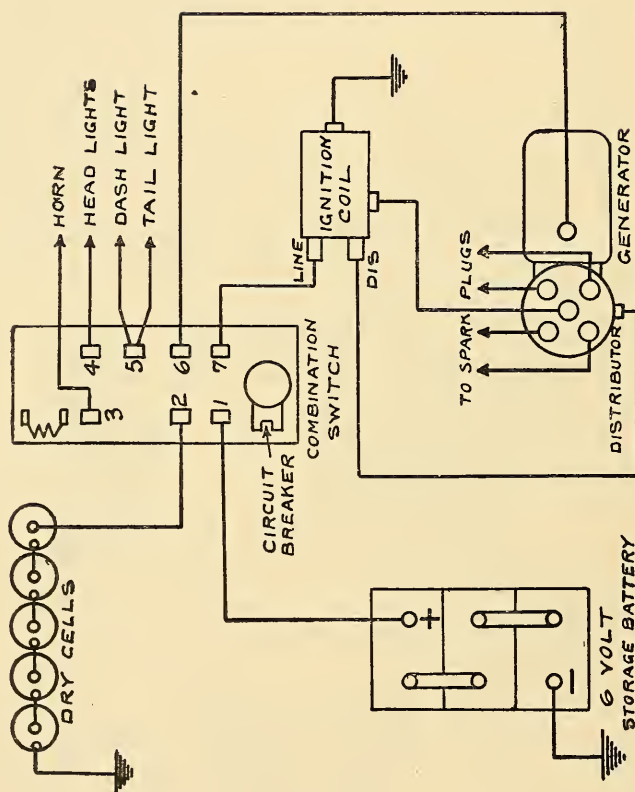 DRY CELLS
HORN
HEAD LIGHTS
DASH LIGHT
TAIL LIGHT
3
4
5
2
6
1
7
CIRCUIT
BREAKER
COMBINATION
SWITCH
LINE
DIS
IGNITION
COIL
+
−
6 VOLT
STORAGE BATTERY
TO SPARK PLUGS
DISTRIBUTOR
GENERATOR